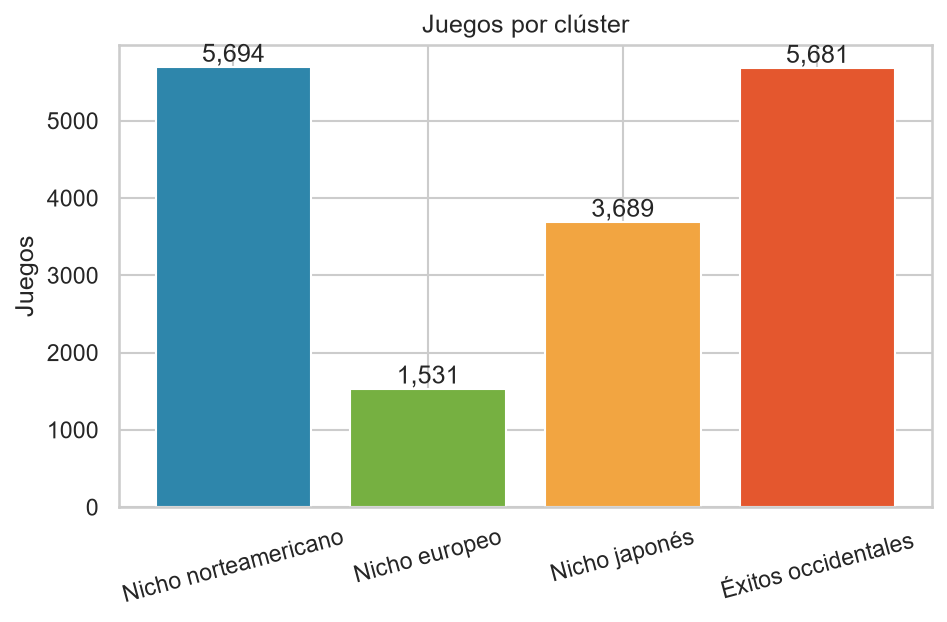 Juegos por clúster
5,694
5,681
3,689
1,531
Juegos
5000
4000
3000
2000
1000
0
Nicho norteamericano
Nicho europeo
Nicho japonés
Éxitos occidentales